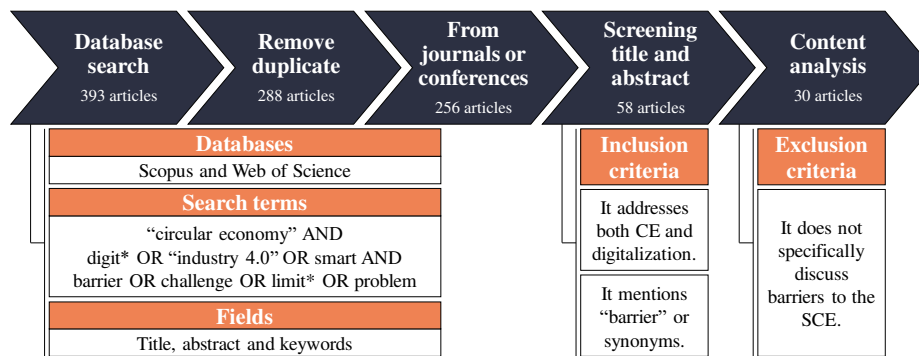 Database
search
393 articles
Remove
duplicate
288 articles
From
journals or
conferences
256 articles
Screening
title and
abstract
58 articles
Content
analysis
30 articles
Databases
Scopus and Web of Science
Search terms
“circular economy” AND
digit* OR “industry 4.0” OR smart AND
barrier OR challenge OR limit* OR problem
Fields
Title, abstract and keywords
Inclusion
criteria
It addresses
both CE and
digitalization.
It mentions
“barrier” or
synonyms.
Exclusion
criteria
It does not
specifically
discuss
barriers to the
SCE.